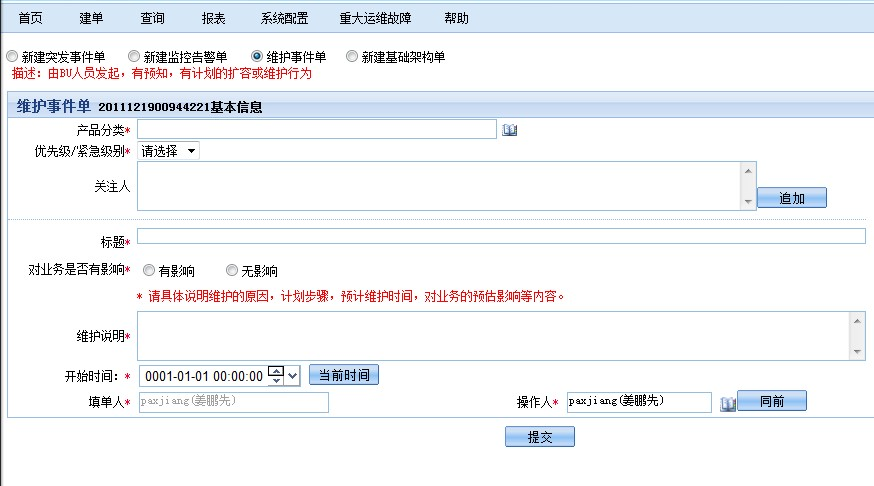 首页 建单 查询 报表 系统配置 重大运维故障 帮助
新建突发事件单 新建监控告警单 维护事件单 新建基础架构单
描述：由BU人员发起，有预知，有计划的扩容或维护行为
维护事件单 2011121900944221基本信息
产品分类*
优先级/紧急级别* 请选择
关注人
追加
标题*
对业务是否有影响* 有影响 无影响
* 请具体说明维护的原因，计划步骤，预计维护时间，对业务的预估影响等内容。
维护说明*
开始时间：* 0001-01-01 00:00:00 当前时间
填单人* paxjiang(姜鹏先) 操作人* paxjiang(姜鹏先) 同前
提交